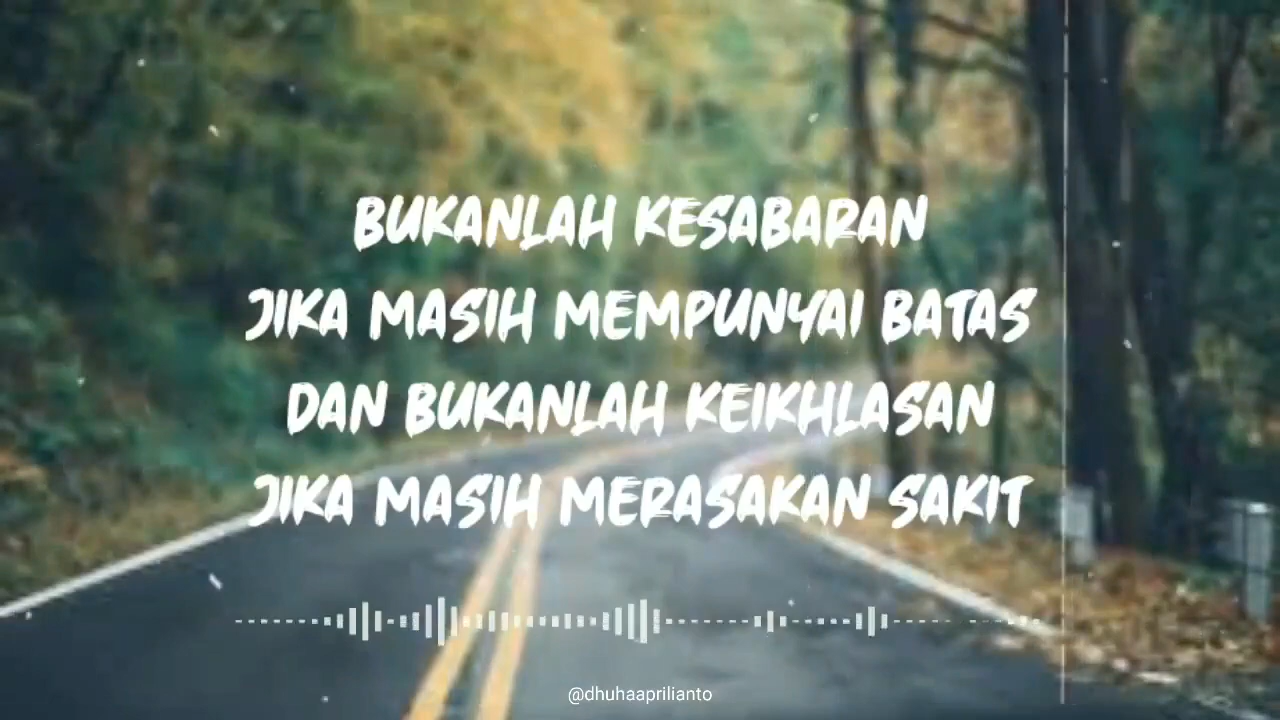 BUKANLAH KESABARAN
JIKA MASIH MEMPUNYAI BATAS
DAN BUKANLAH KEIKHLASAN
JIKA MASIH MERASAKAN SAKIT
@dhuhaaprilianto